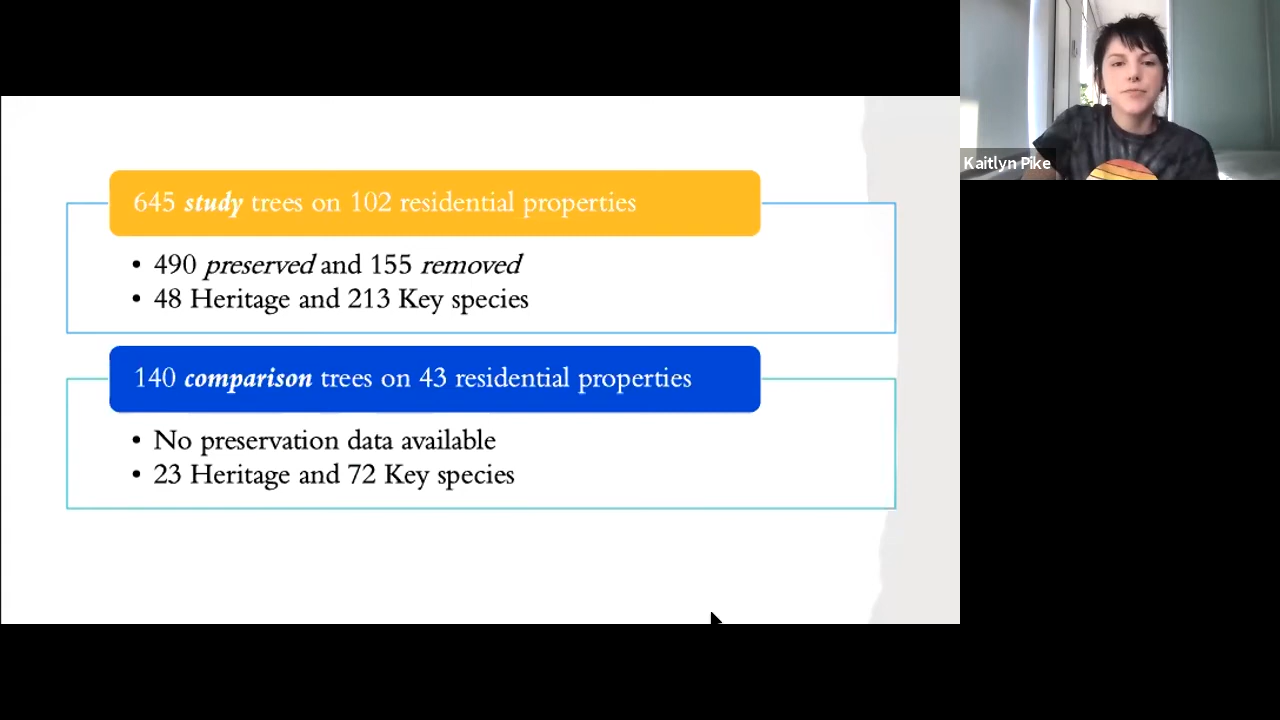 Kaitlyn Pike
645 study trees on 102 residential properties
• 490 preserved and 155 removed
• 48 Heritage and 213 Key species
140 comparison trees on 43 residential properties
• No preservation data available
• 23 Heritage and 72 Key species